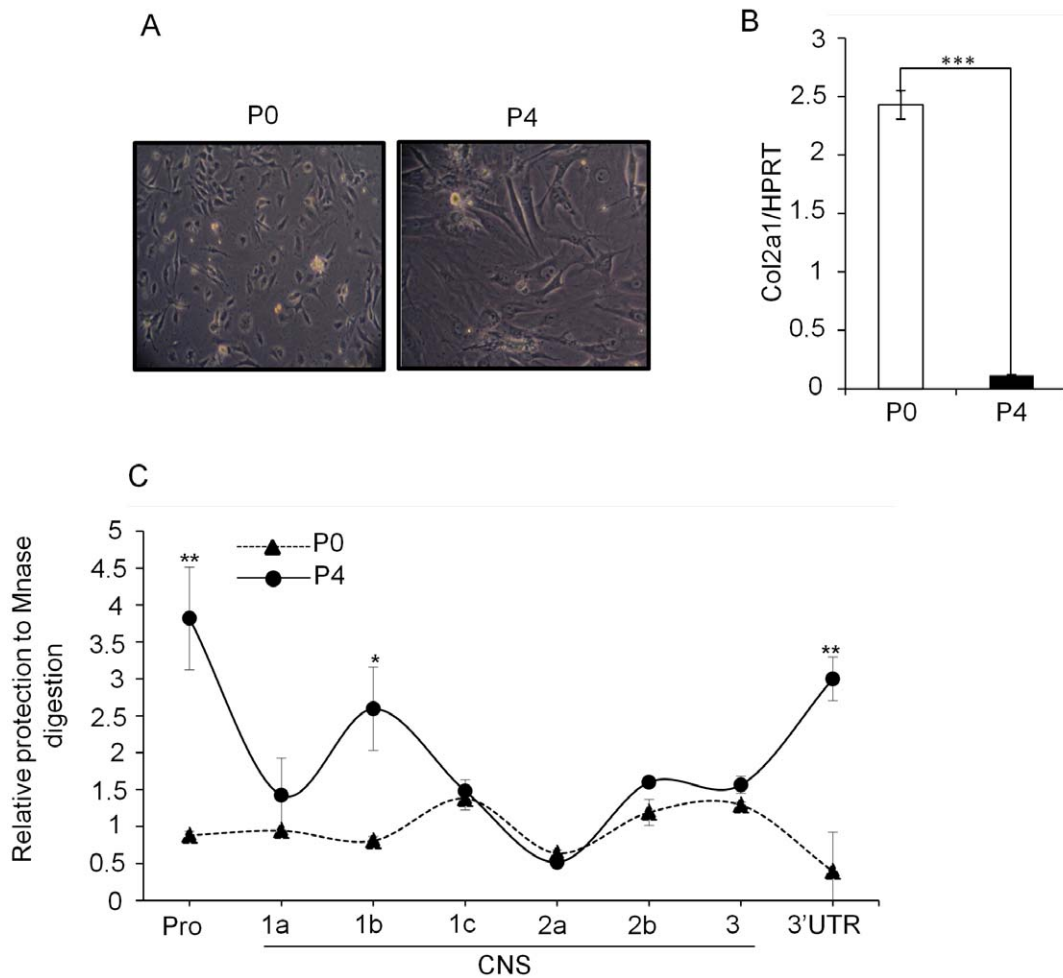 A
P0
P4
B
3
2.5
2
1.5
1
0.5
0
Col2a1/HPRT
***
P0
P4
C
5
4.5
4
3.5
3
2.5
2
1.5
1
0.5
0
Relative protection to Mnase
digestion
P0
P4
**
*
**
Pro 1a 1b 1c 2a 2b 3 3'UTR
CNS